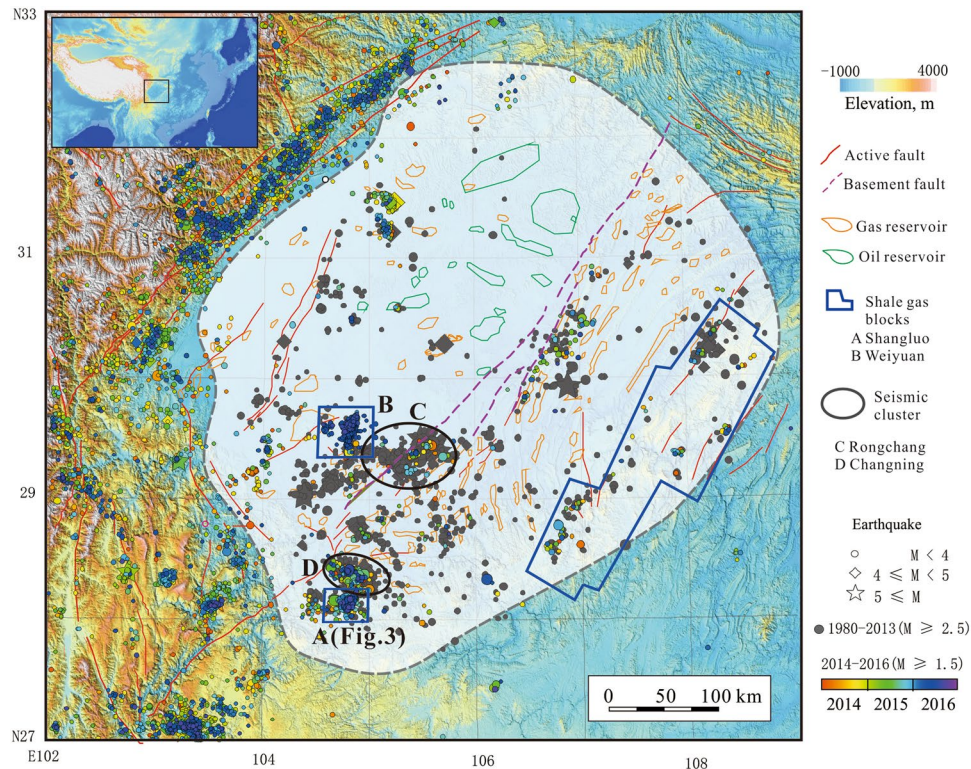 N33
31
29
N27
E102
104
106
108
B
C
D
A(Fig.3)
0 50 100 km
-1000 4000
Elevation, m
Active fault
Basement fault
Gas reservoir
Oil reservoir
Shale gas
blocks
A Shangluo
B Weiyuan
Seismic
cluster
C Rongchang
D Changning
Earthquake
M < 4
4 ≤ M < 5
5 ≤ M
1980-2013(M ≥ 2.5)
2014-2016(M ≥ 1.5)
2014 2015 2016